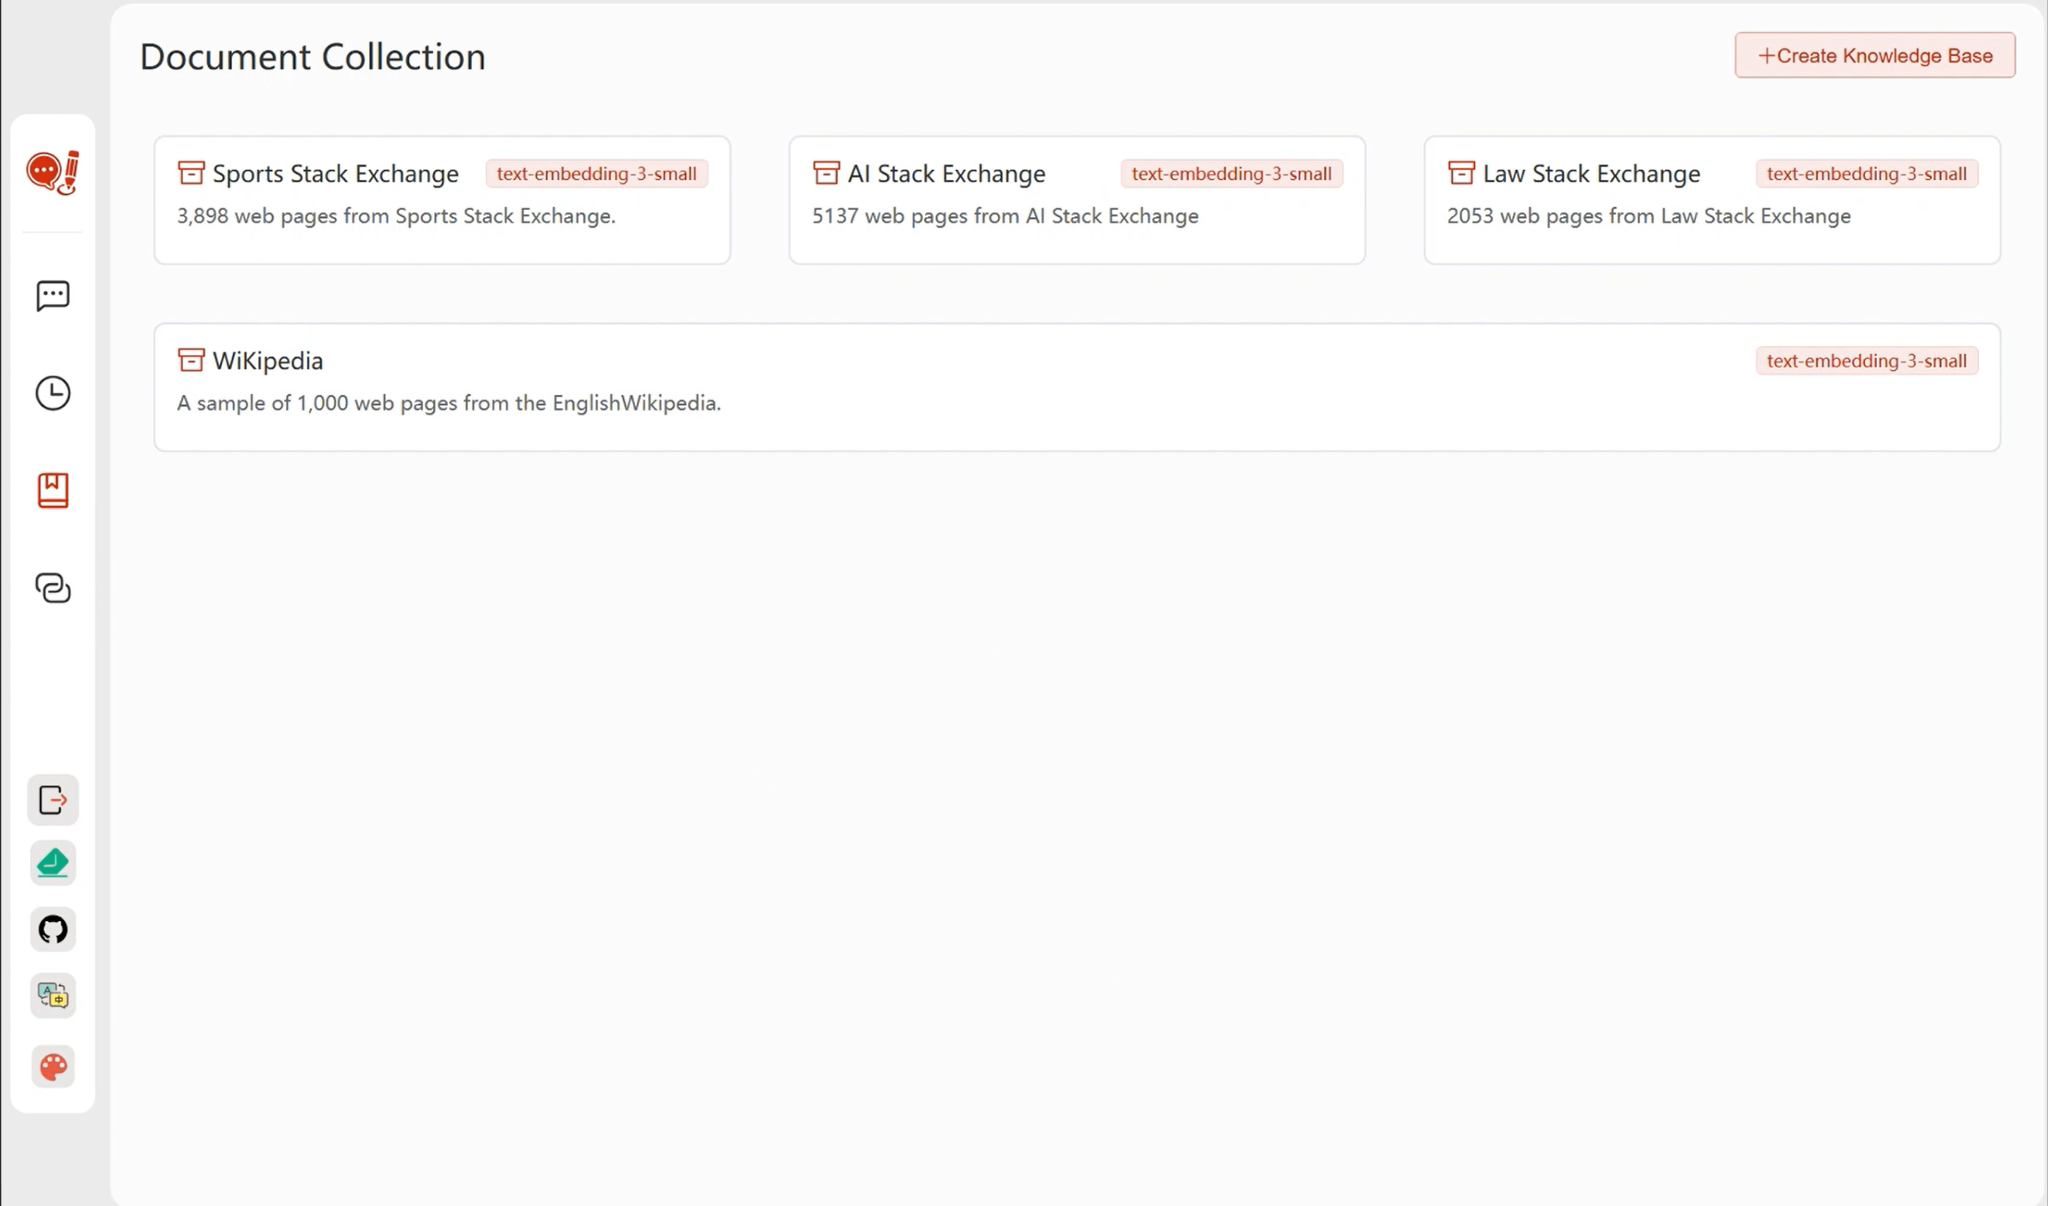 Document Collection
+Create Knowledge Base
Sports Stack Exchange
text-embedding-3-small
3,898 web pages from Sports Stack Exchange.
AI Stack Exchange
text-embedding-3-small
5137 web pages from AI Stack Exchange
Law Stack Exchange
text-embedding-3-small
2053 web pages from Law Stack Exchange
WiKipedia
text-embedding-3-small
A sample of 1,000 web pages from the EnglishWikipedia.